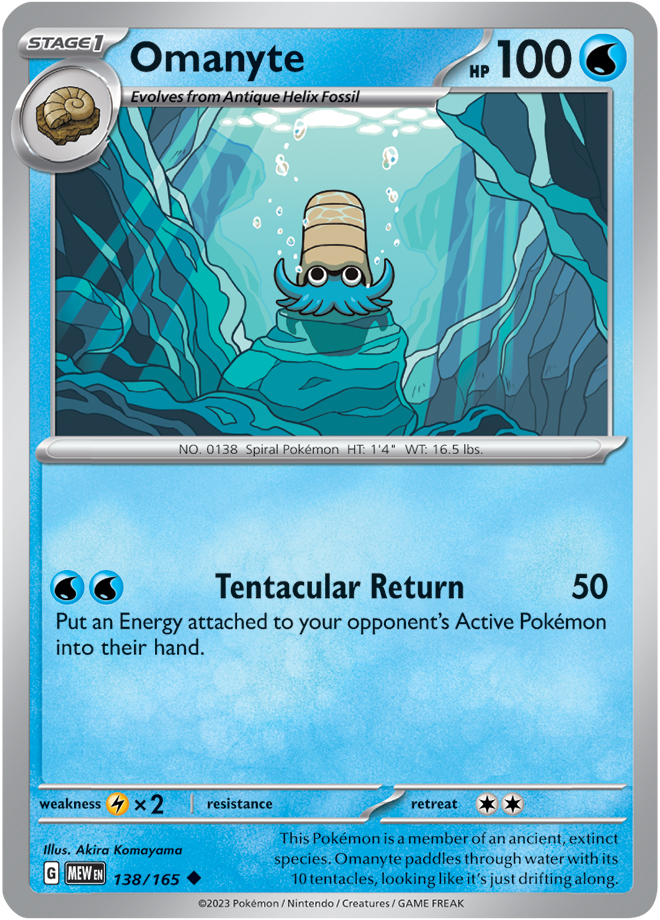 STAGE1
Omanyte
HP 100
Evolves from Antique Helix Fossil
NO. 0138 Spiral Pokémon HT: 1'4" WT: 16.5 lbs.
Tentacular Return 50
Put an Energy attached to your opponent's Active Pokémon
into their hand.
weakness ×2 resistance retreat
Illus. Akira Komayama
This Pokémon is a member of an ancient, extinct
species. Omanyte paddles through water with its
10 tentacles, looking like it's just drifting along.
G MEW EN 138/165
©2023 Pokémon / Nintendo / Creatures / GAME FREAK